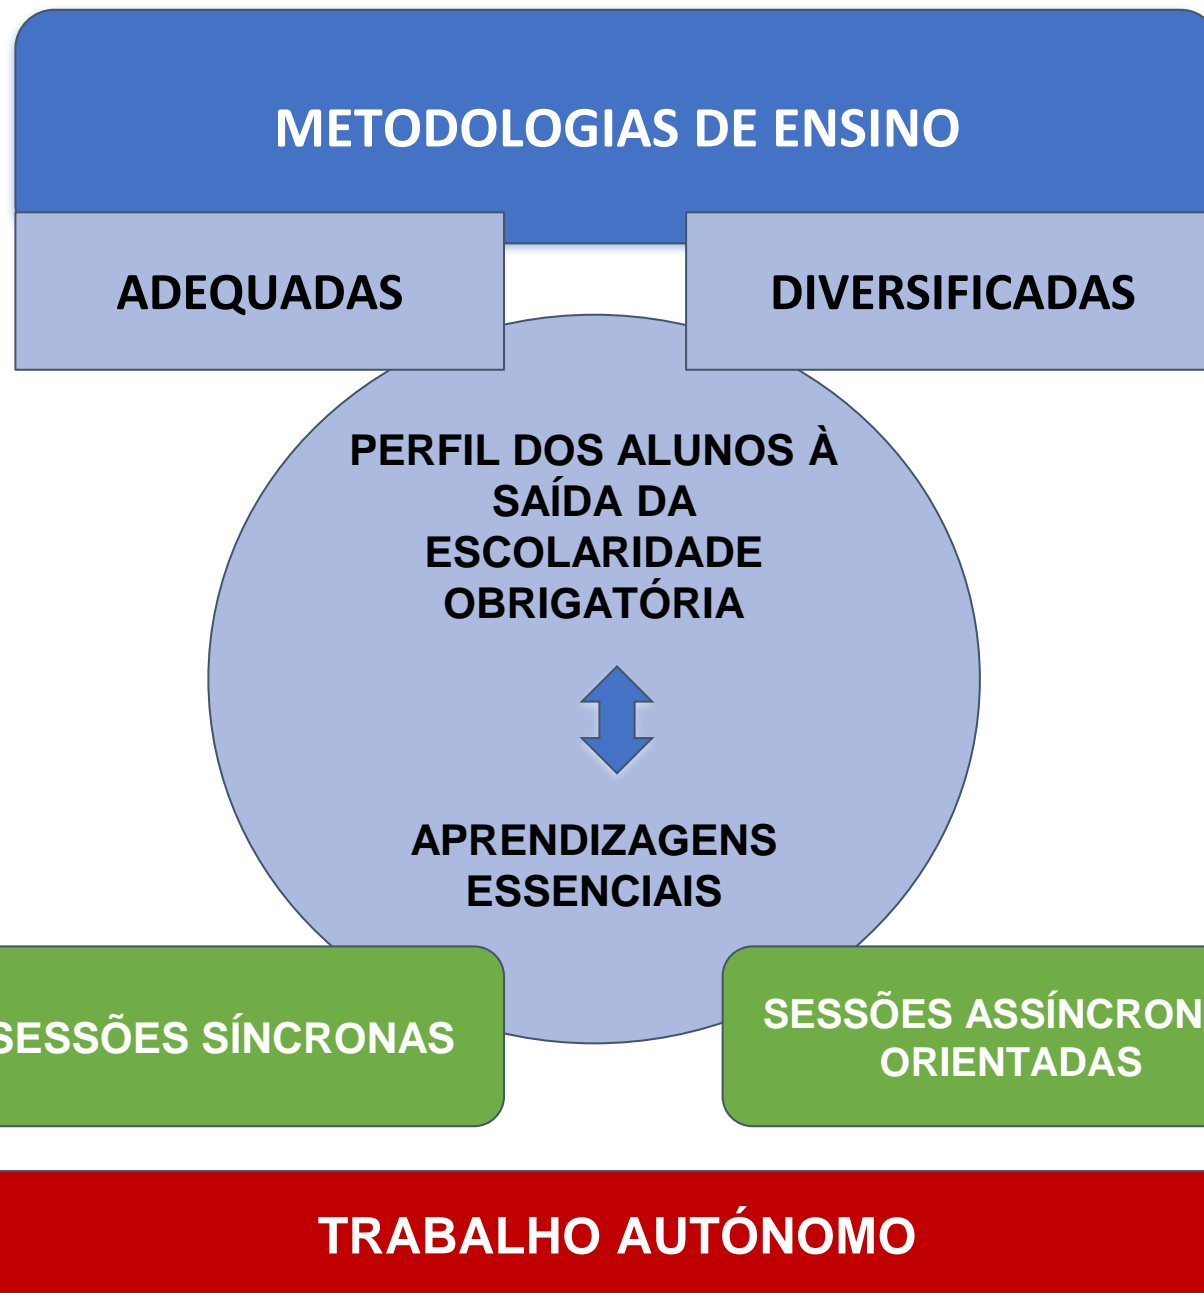 METODOLOGIAS DE ENSINO
ADEQUADAS
DIVERSIFICADAS
PERFIL DOS ALUNOS À
SAÍDA DA
ESCOLARIDADE
OBRIGATÓRIA
APRENDIZAGENS
ESSENCIAIS
SESSÕES SÍNCRONAS
SESSÕES ASSÍNCRON
ORIENTADAS
TRABALHO AUTÓNOMO